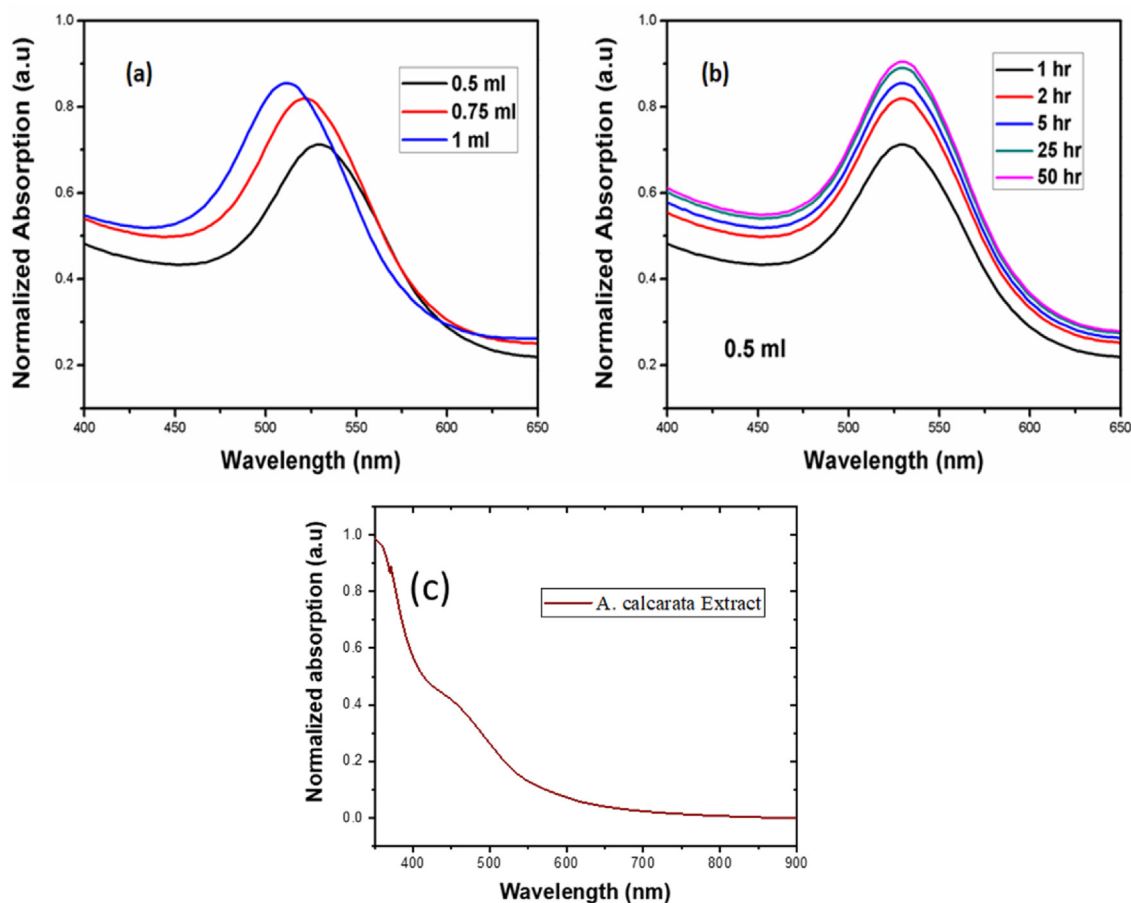 (a)
0.5 ml
0.75 ml
1 ml
Normalized Absorption (a.u)
1.0
0.8
0.6
0.4
0.2
400 450 500 550 600 650
Wavelength (nm)
(b)
1 hr
2 hr
5 hr
25 hr
50 hr
0.5 ml
Normalized Absorption (a.u)
1.0
0.8
0.6
0.4
0.2
400 450 500 550 600 650
Wavelength (nm)
(c)
A. calcarata Extract
Normalized absorption (a.u)
1.0
0.8
0.6
0.4
0.2
0.0
400 500 600 700 800 900
Wavelength (nm)